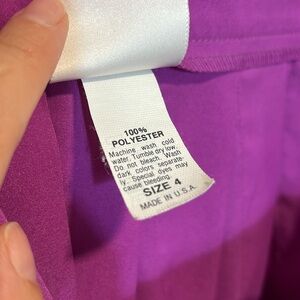 100%
POLYESTER
Machine wash cold
water. Tumble dry low.
Do not bleach. Wash
dark colors separate-
ly. Special dyes may
cause bleeding.
SIZE 4
MADE IN U.S.A.